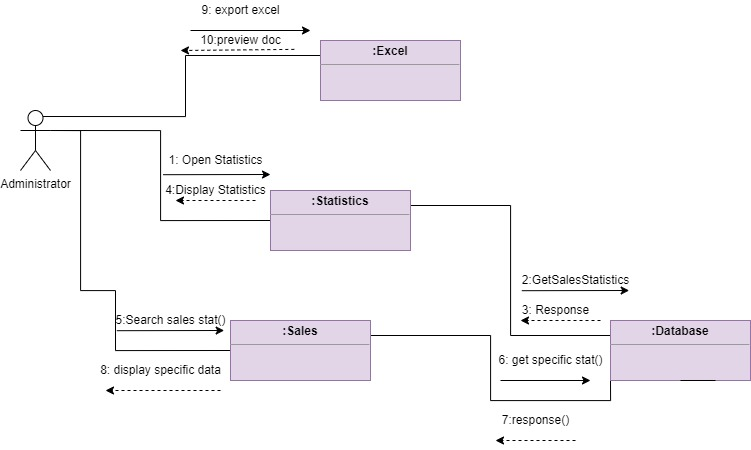 9: export excel
10:preview doc
:Excel
Administrator
1: Open Statistics
4:Display Statistics
:Statistics
2:GetSalesStatistics
3: Response
5:Search sales stat()
:Sales
:Database
6: get specific stat()
8: display specific data
7:response()